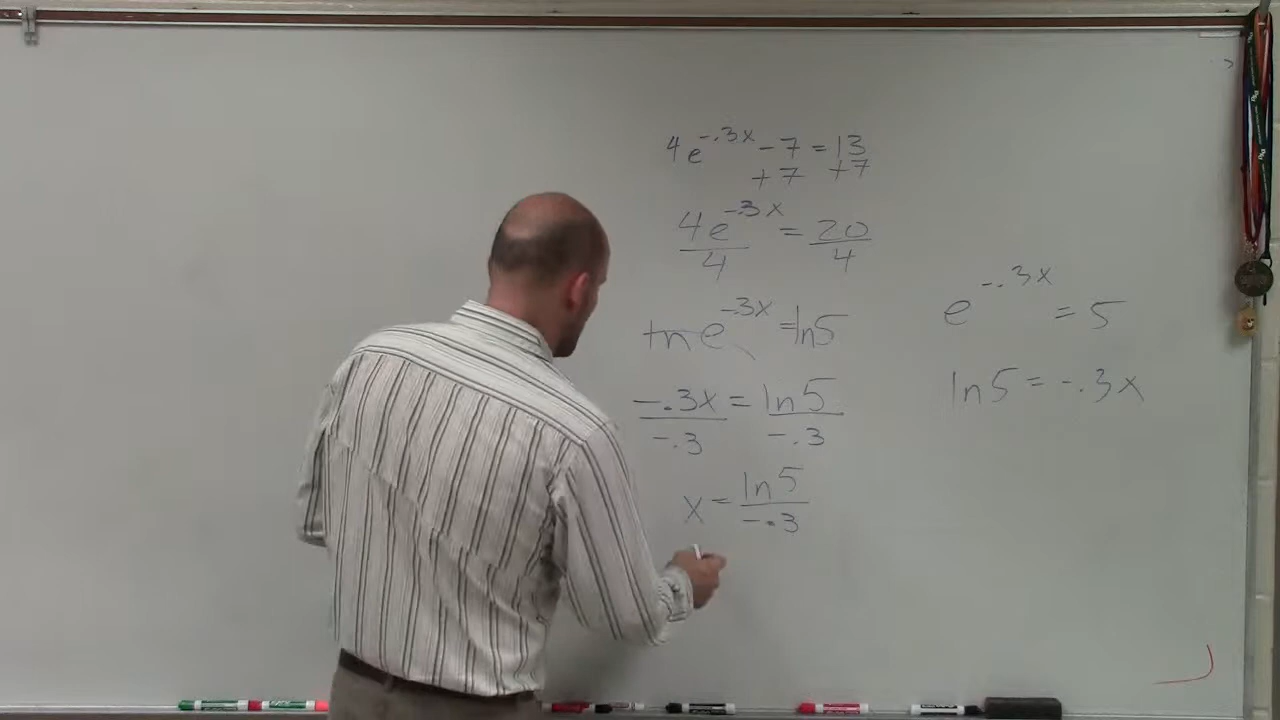 4e^-.3x - 7 = 13
+7 +7
4e^-.3x = 20
4 4
ln e^-.3x = ln5
-.3x = ln5
-.3 -.3
x = ln5
-.3
e^-.3x = 5
ln5 = -.3x